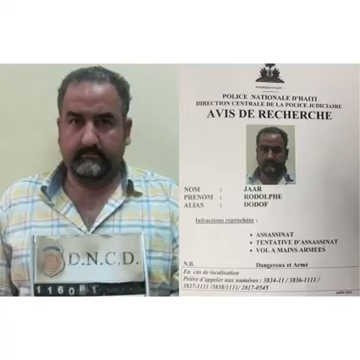 D.N.C.D.
116081
POLICE NATIONALE D'HAITI
DIRECTION CENTRALE DE LA POLICE JUDICIAIRE
AVIS DE RECHERCHE
NOM : JAAR
PRENOM : RODOLPHE
ALIAS : DODOF
Infractions reprochées :
• ASSASSINAT
• TENTATIVE D'ASSASSINAT
• VOL A MAINS ARMEES
N.B. Dangereux et Armé
En cas de localisation
Prière d'appeler aux numéros : 3834-11 / 3836-1111 /
3837-1111 /3838/1111/ 2817-0545